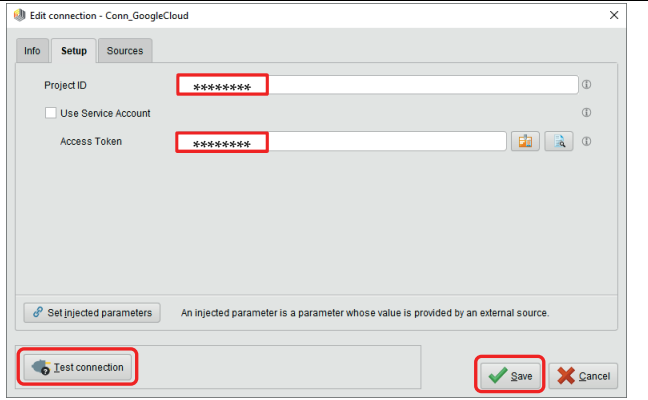 Edit connection - Conn_GoogleCloud
Info Setup Sources
Project ID ********
Use Service Account
Access Token ********
Set injected parameters An injected parameter is a parameter whose value is provided by an external source.
Test connection Save Cancel